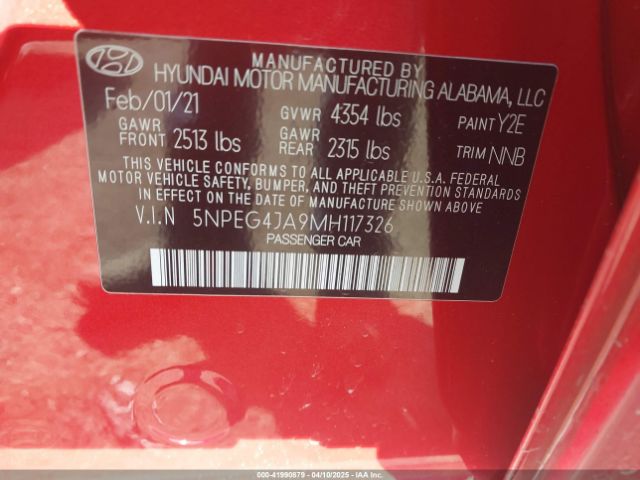 MANUFACTURED BY
HYUNDAI MOTOR MANUFACTURING ALABAMA, LLC
Feb/01/21 GVWR 4354 lbs PAINT Y2E
GAWR FRONT 2513 lbs GAWR REAR 2315 lbs TRIM NNB
THIS VEHICLE CONFORMS TO ALL APPLICABLE U.S.A. FEDERAL
MOTOR VEHICLE SAFETY, BUMPER, AND THEFT PREVENTION STANDARDS
IN EFFECT ON THE DATE OF MANUFACTURE SHOWN ABOVE.
V.I.N 5NPEG4JA9MH117326
PASSENGER CAR
000-41990879 04/10/2025 IAA Inc. Copyright